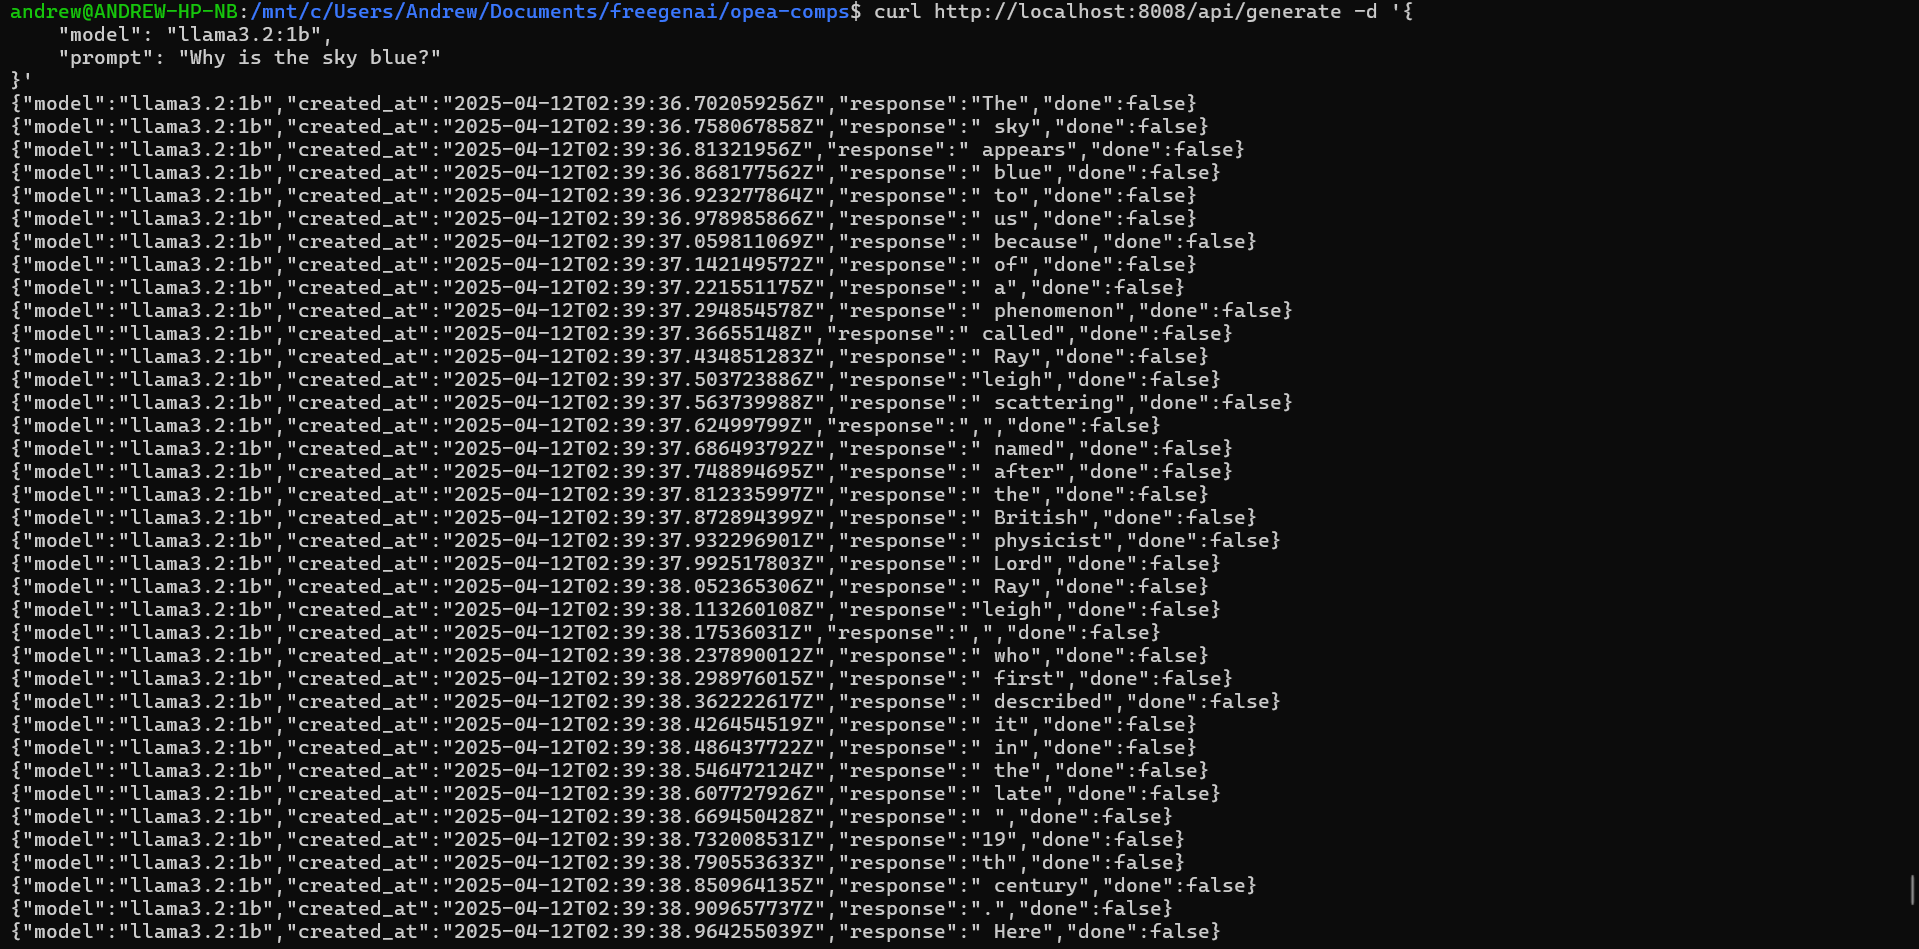 andrew@ANDREW-HP-NB:/mnt/c/Users/Andrew/Documents/freegenai/opea-comps$ curl http://localhost:8008/api/generate -d '{
    "model": "llama3.2:1b",
    "prompt": "Why is the sky blue?"
}'
{"model":"llama3.2:1b","created_at":"2025-04-12T02:39:36.702059256Z","response":"The","done":false}
{"model":"llama3.2:1b","created_at":"2025-04-12T02:39:36.758067858Z","response":" sky","done":false}
{"model":"llama3.2:1b","created_at":"2025-04-12T02:39:36.81321956Z","response":" appears","done":false}
{"model":"llama3.2:1b","created_at":"2025-04-12T02:39:36.868177562Z","response":" blue","done":false}
{"model":"llama3.2:1b","created_at":"2025-04-12T02:39:36.923277864Z","response":" to","done":false}
{"model":"llama3.2:1b","created_at":"2025-04-12T02:39:36.978985866Z","response":" us","done":false}
{"model":"llama3.2:1b","created_at":"2025-04-12T02:39:37.059811069Z","response":" because","done":false}
{"model":"llama3.2:1b","created_at":"2025-04-12T02:39:37.142149572Z","response":" of","done":false}
{"model":"llama3.2:1b","created_at":"2025-04-12T02:39:37.221551175Z","response":" a","done":false}
{"model":"llama3.2:1b","created_at":"2025-04-12T02:39:37.294854578Z","response":" phenomenon","done":false}
{"model":"llama3.2:1b","created_at":"2025-04-12T02:39:37.36655148Z","response":" called","done":false}
{"model":"llama3.2:1b","created_at":"2025-04-12T02:39:37.434851283Z","response":" Ray","done":false}
{"model":"llama3.2:1b","created_at":"2025-04-12T02:39:37.503723886Z","response":"leigh","done":false}
{"model":"llama3.2:1b","created_at":"2025-04-12T02:39:37.563739988Z","response":" scattering","done":false}
{"model":"llama3.2:1b","created_at":"2025-04-12T02:39:37.62499799Z","response":",","done":false}
{"model":"llama3.2:1b","created_at":"2025-04-12T02:39:37.686493792Z","response":" named","done":false}
{"model":"llama3.2:1b","created_at":"2025-04-12T02:39:37.748894695Z","response":" after","done":false}
{"model":"llama3.2:1b","created_at":"2025-04-12T02:39:37.812335997Z","response":" the","done":false}
{"model":"llama3.2:1b","created_at":"2025-04-12T02:39:37.872894399Z","response":" British","done":false}
{"model":"llama3.2:1b","created_at":"2025-04-12T02:39:37.932296901Z","response":" physicist","done":false}
{"model":"llama3.2:1b","created_at":"2025-04-12T02:39:37.992517803Z","response":" Lord","done":false}
{"model":"llama3.2:1b","created_at":"2025-04-12T02:39:38.052365306Z","response":" Ray","done":false}
{"model":"llama3.2:1b","created_at":"2025-04-12T02:39:38.113260108Z","response":"leigh","done":false}
{"model":"llama3.2:1b","created_at":"2025-04-12T02:39:38.17536031Z","response":",","done":false}
{"model":"llama3.2:1b","created_at":"2025-04-12T02:39:38.237890012Z","response":" who","done":false}
{"model":"llama3.2:1b","created_at":"2025-04-12T02:39:38.298976015Z","response":" first","done":false}
{"model":"llama3.2:1b","created_at":"2025-04-12T02:39:38.362222617Z","response":" described","done":false}
{"model":"llama3.2:1b","created_at":"2025-04-12T02:39:38.426454519Z","response":" it","done":false}
{"model":"llama3.2:1b","created_at":"2025-04-12T02:39:38.486437722Z","response":" in","done":false}
{"model":"llama3.2:1b","created_at":"2025-04-12T02:39:38.546472124Z","response":" the","done":false}
{"model":"llama3.2:1b","created_at":"2025-04-12T02:39:38.607727926Z","response":" late","done":false}
{"model":"llama3.2:1b","created_at":"2025-04-12T02:39:38.669450428Z","response":" ","done":false}
{"model":"llama3.2:1b","created_at":"2025-04-12T02:39:38.732008531Z","response":"19","done":false}
{"model":"llama3.2:1b","created_at":"2025-04-12T02:39:38.790553633Z","response":"th","done":false}
{"model":"llama3.2:1b","created_at":"2025-04-12T02:39:38.850964135Z","response":" century","done":false}
{"model":"llama3.2:1b","created_at":"2025-04-12T02:39:38.909657737Z","response":".","done":false}
{"model":"llama3.2:1b","created_at":"2025-04-12T02:39:38.964255039Z","response":" Here","done":false}